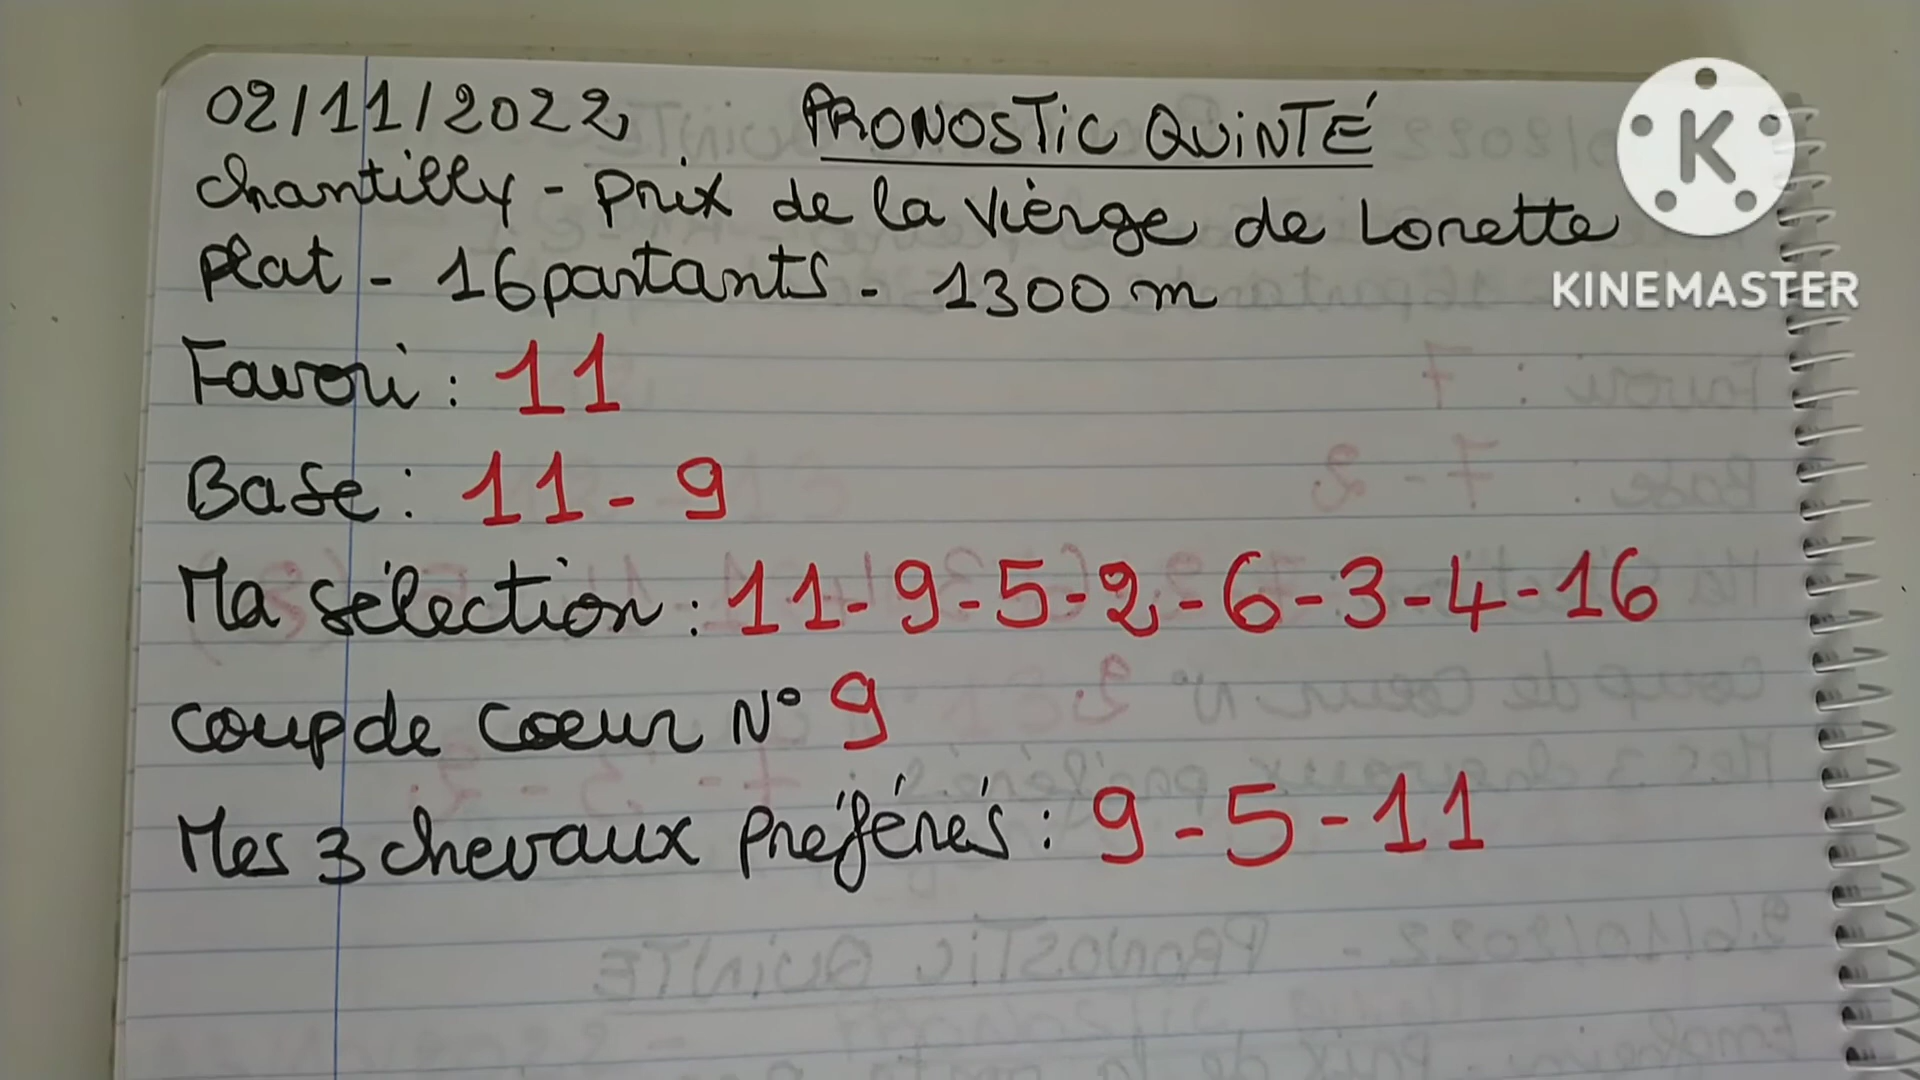 02/11/2022 PRONOSTIC QUINTÉ
chantilly - prix de la Vièrge de Lorette
plat - 16 partants - 1300 m
Favori : 11
Base : 11 - 9
Ma sélection : 11 - 9 - 5 - 2 - 6 - 3 - 4 - 16
coup de coeur N° 9
Mes 3 chevaux préférés : 9 - 5 - 11
K
KINEMASTER